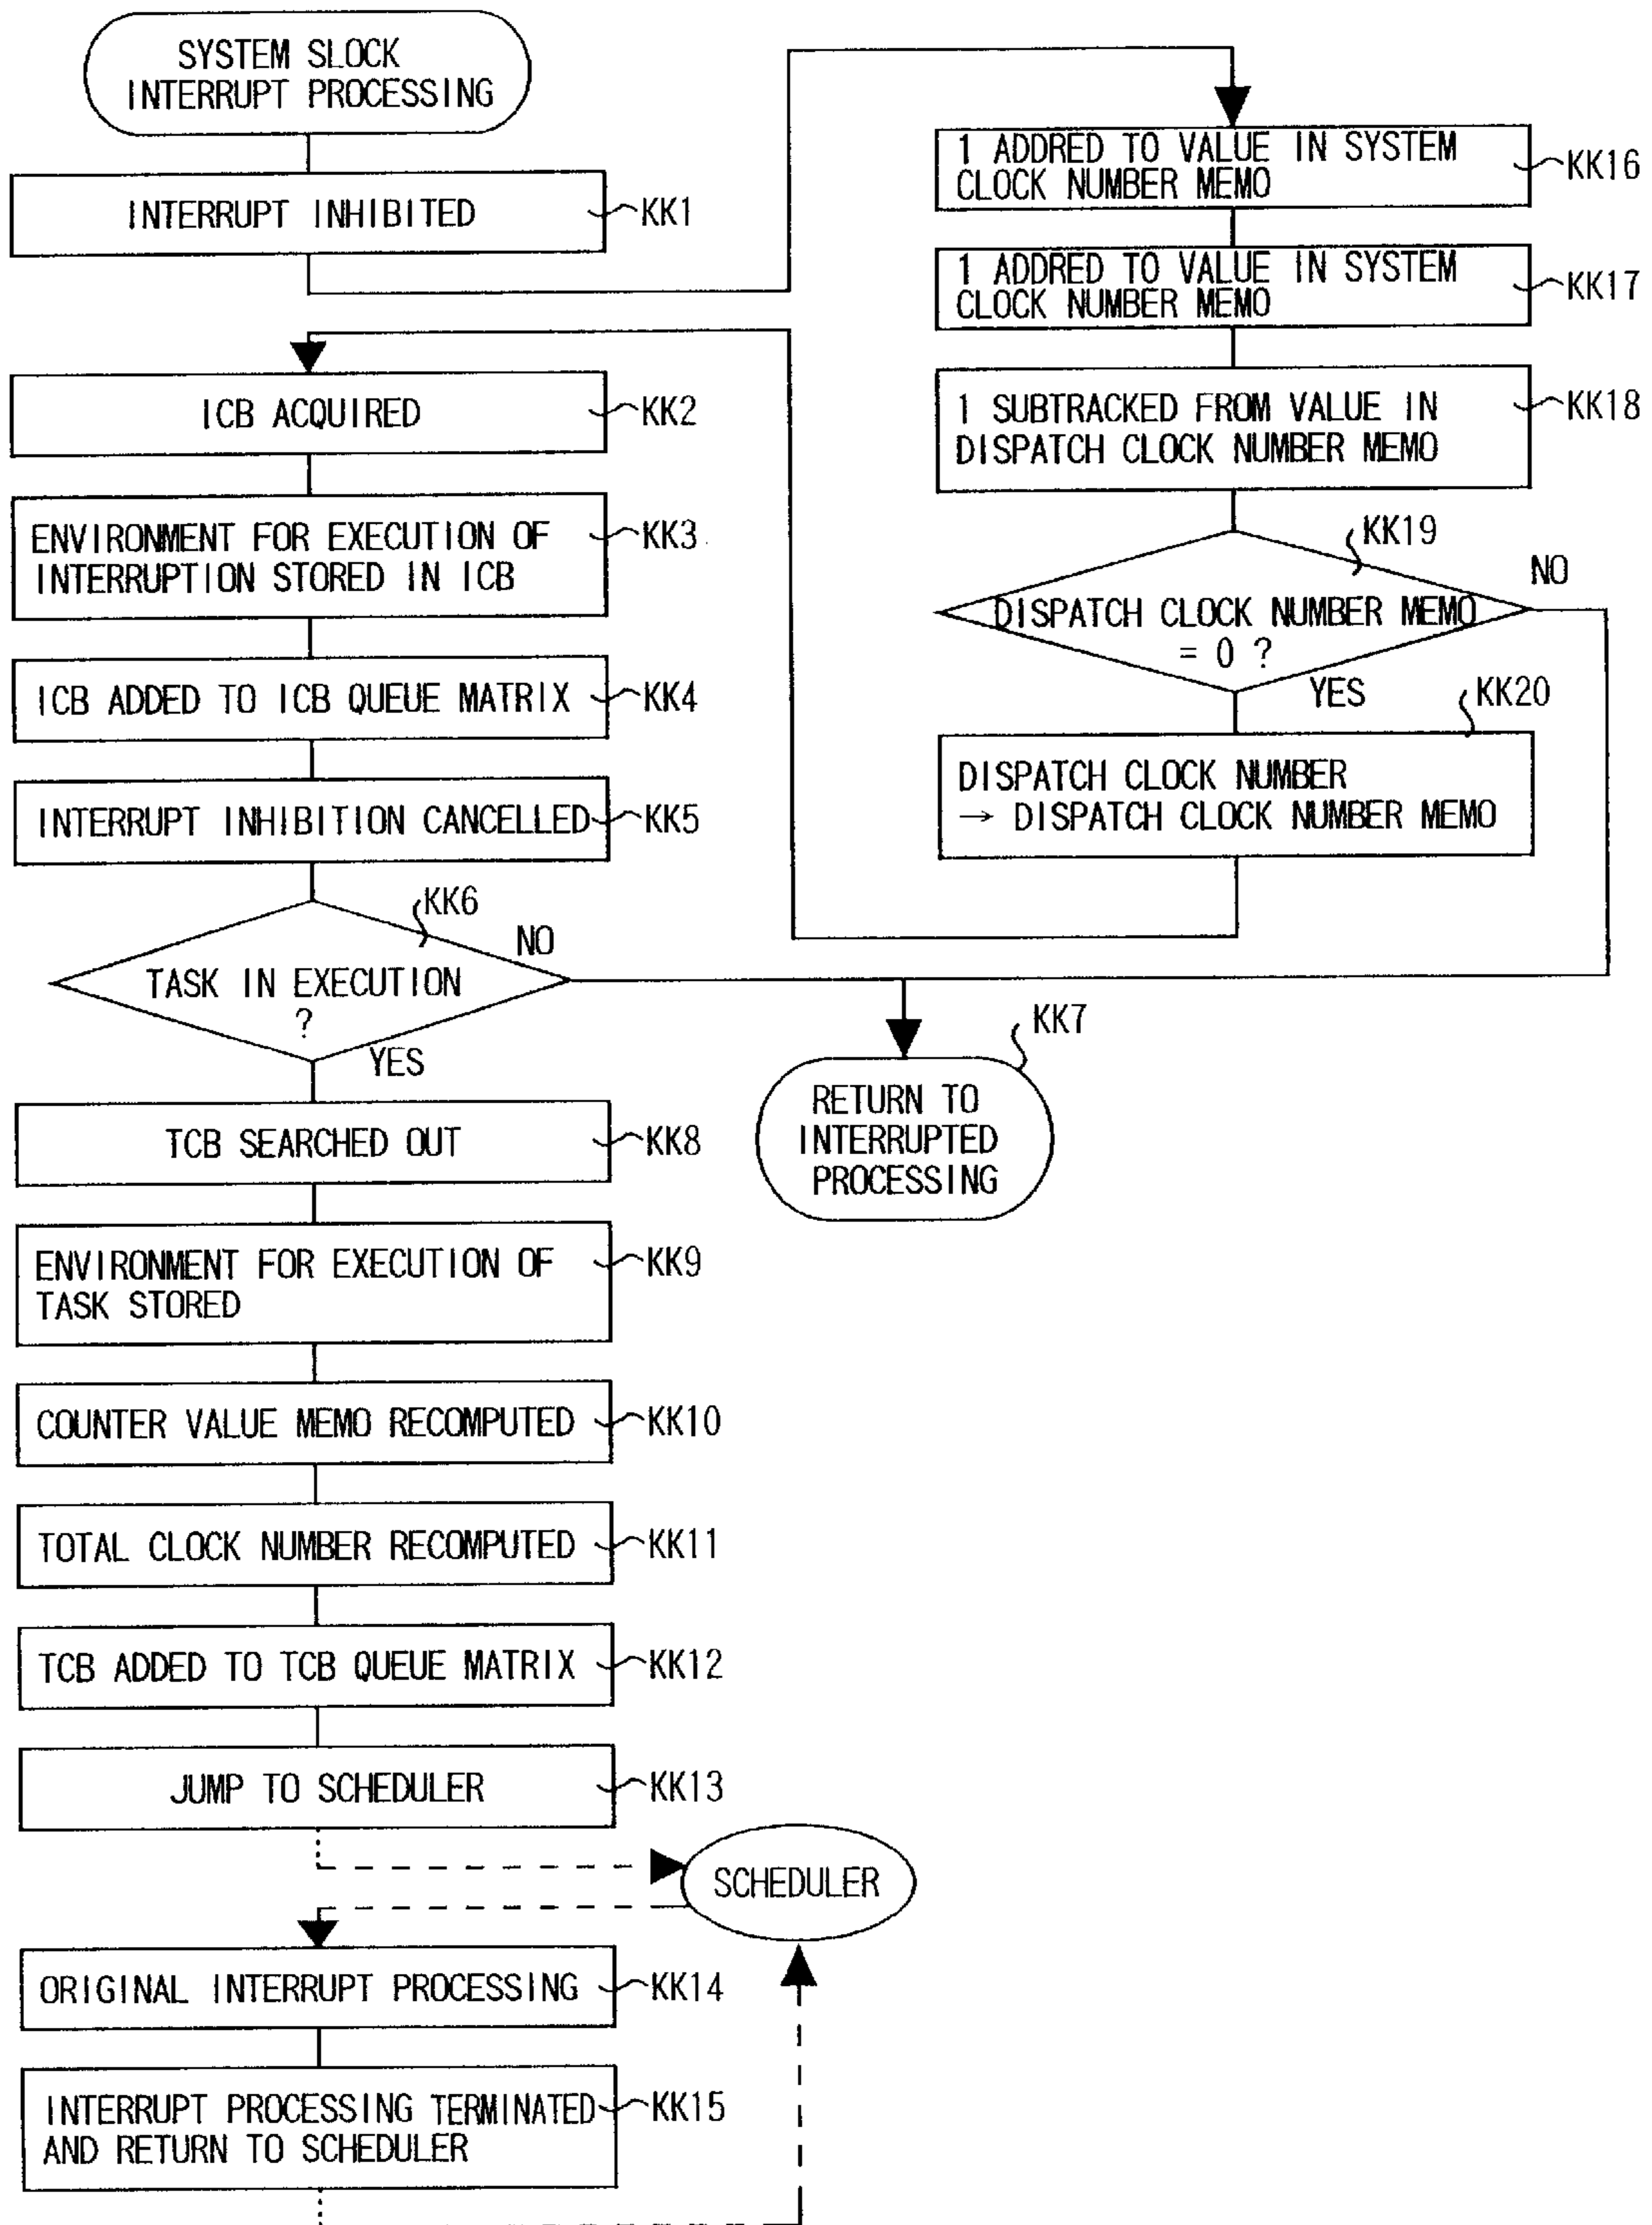 SYSTEM SLOCK
INTERRUPT PROCESSING
INTERRUPT INHIBITED
KK1
1 ADDRED TO VALUE IN SYSTEM
CLOCK NUMBER MEMO
KK16
1 ADDRED TO VALUE IN SYSTEM
CLOCK NUMBER MEMO
KK17
1 SUBTRACKED FROM VALUE IN
DISPATCH CLOCK NUMBER MEMO
KK18
KK19
DISPATCH CLOCK NUMBER MEMO
= 0 ?
NO
YES
KK20
DISPATCH CLOCK NUMBER
→ DISPATCH CLOCK NUMBER MEMO
ICB ACQUIRED
KK2
ENVIRONMENT FOR EXECUTION OF
INTERRUPTION STORED IN ICB
KK3
ICB ADDED TO ICB QUEUE MATRIX
KK4
INTERRUPT INHIBITION CANCELLED
KK5
KK6
TASK IN EXECUTION
?
NO
YES
KK7
RETURN TO
INTERRUPTED
PROCESSING
TCB SEARCHED OUT
KK8
ENVIRONMENT FOR EXECUTION OF
TASK STORED
KK9
COUNTER VALUE MEMO RECOMPUTED
KK10
TOTAL CLOCK NUMBER RECOMPUTED
KK11
TCB ADDED TO TCB QUEUE MATRIX
KK12
JUMP TO SCHEDULER
KK13
SCHEDULER
ORIGINAL INTERRUPT PROCESSING
KK14
INTERRUPT PROCESSING TERMINATED
AND RETURN TO SCHEDULER
KK15